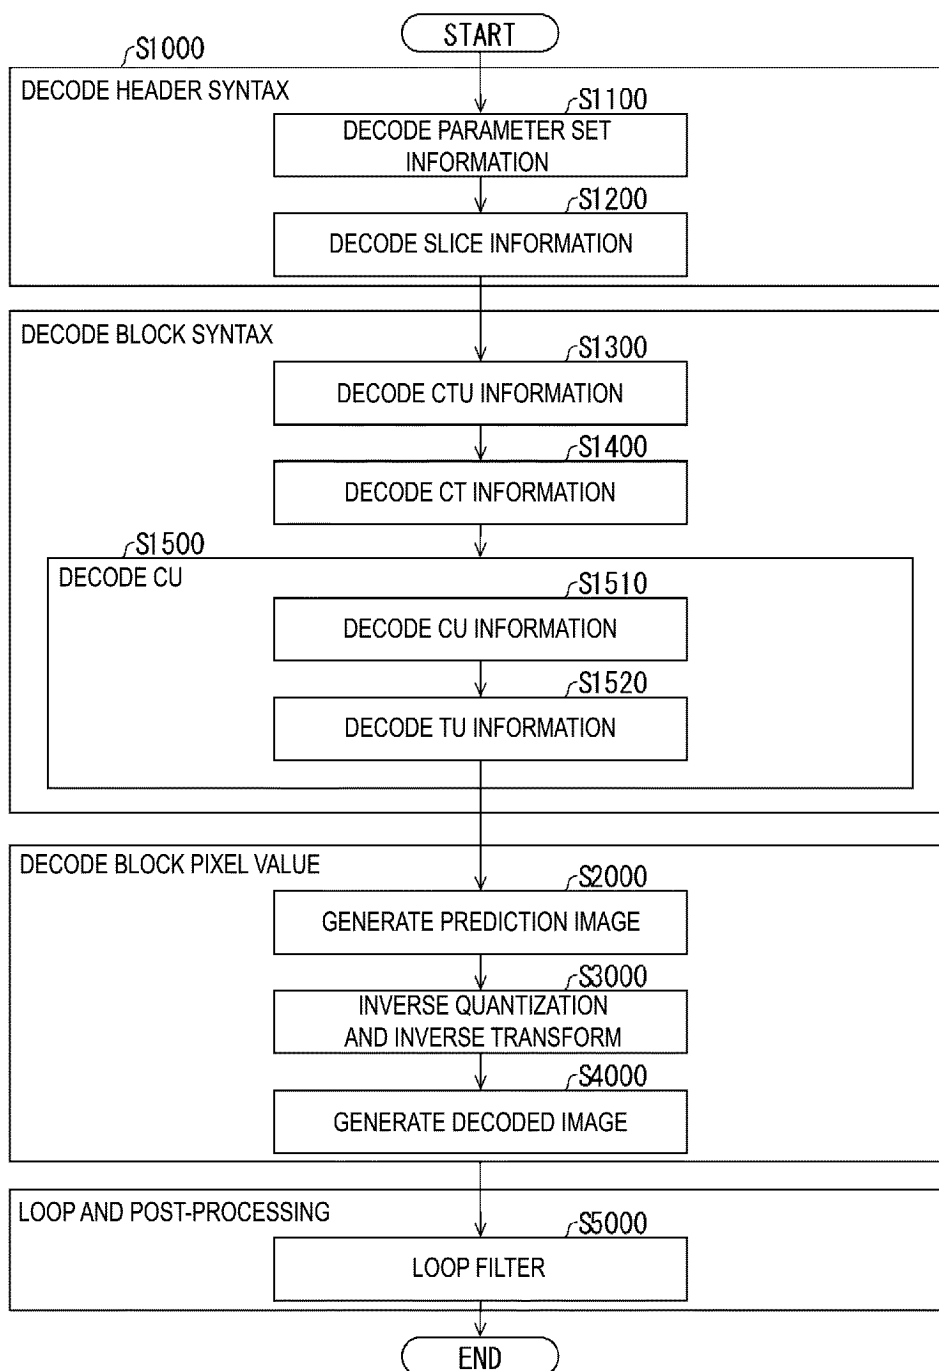 START
S1000
DECODE HEADER SYNTAX
S1100
DECODE PARAMETER SET
INFORMATION
S1200
DECODE SLICE INFORMATION
DECODE BLOCK SYNTAX
S1300
DECODE CTU INFORMATION
S1400
DECODE CT INFORMATION
S1500
DECODE CU
S1510
DECODE CU INFORMATION
S1520
DECODE TU INFORMATION
DECODE BLOCK PIXEL VALUE
S2000
GENERATE PREDICTION IMAGE
S3000
INVERSE QUANTIZATION
AND INVERSE TRANSFORM
S4000
GENERATE DECODED IMAGE
LOOP AND POST-PROCESSING
S5000
LOOP FILTER
END